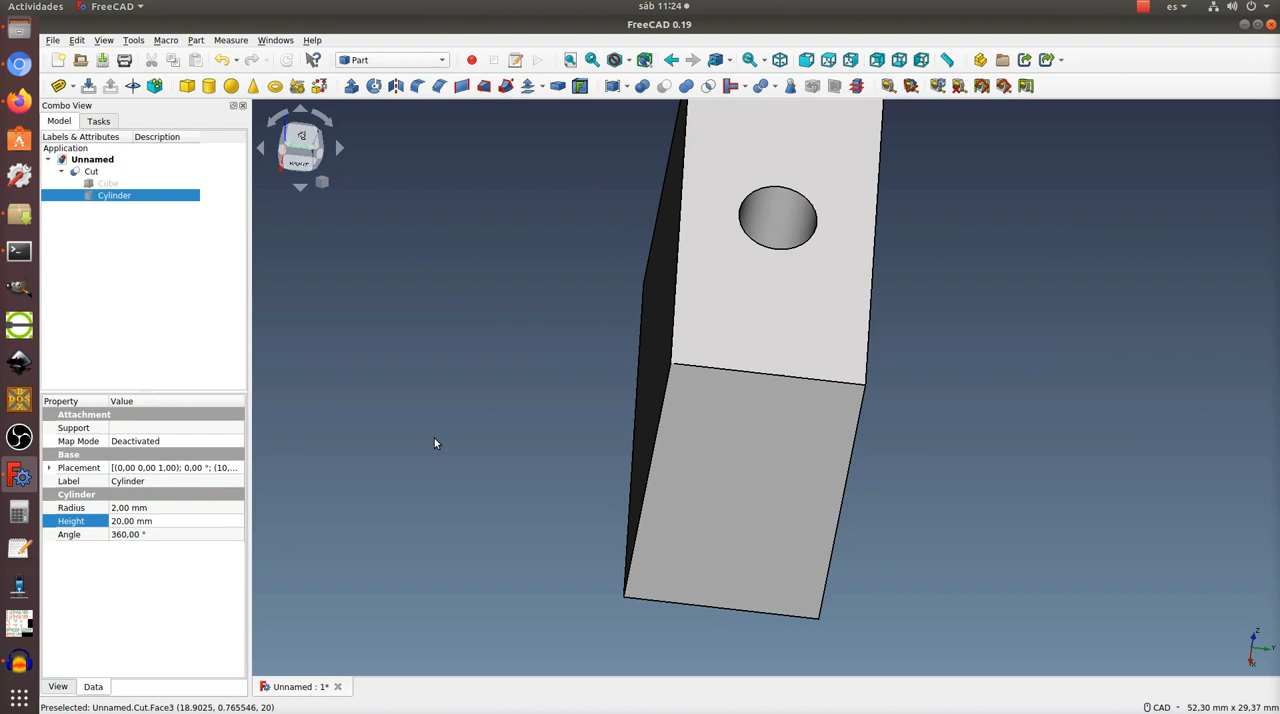 Actividades FreeCAD sáb 11:24 es
FreeCAD 0.19
File Edit View Tools Macro Part Measure Windows Help
Part
Combo View
Model Tasks
Labels & Attributes Description
Application
Unnamed
Cut
Cube
Cylinder
Property Value
Attachment
Support
Map Mode Deactivated
Base
Placement [(0,00 0,00 1,00); 0,00 °; (10,...
Label Cylinder
Cylinder
Radius 2,00 mm
Height 20,00 mm
Angle 360,00 °
View Data
Unnamed : 1*
Preselected: Unnamed.Cut.Face3 (18.9025, 0.765546, 20) CAD 52,30 mm x 29,37 mm
Z
Y
X